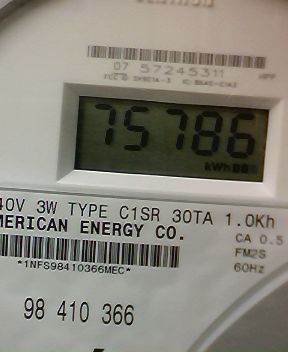 07 57245311
75786
kWh
40V 3W TYPE C1SR 30TA 1.0Kh
MERICAN ENERGY CO.
CA 0.5
FM2S
60Hz
*1NFS98410366MEC*
98 410 366